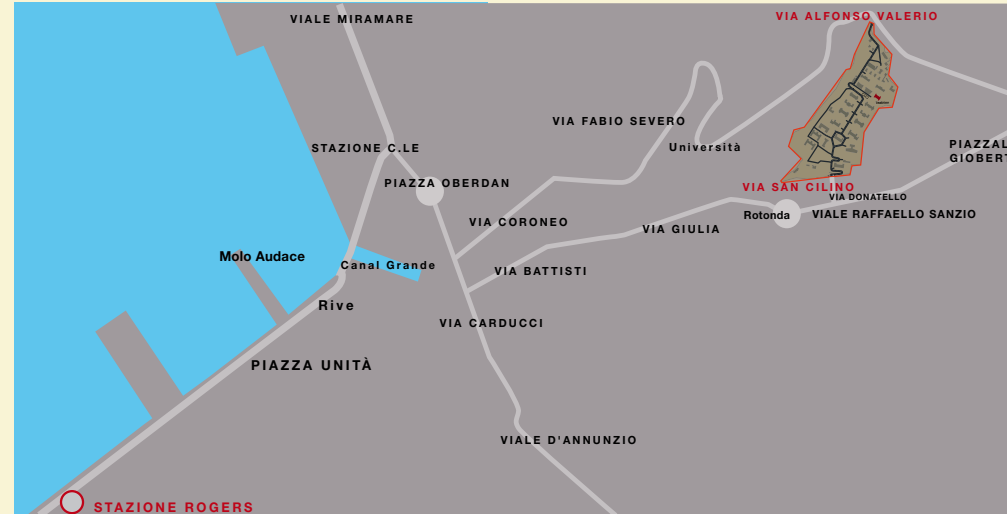 VIALE MIRAMARE
VIA ALFONSO VALERIO
VIA FABIO SEVERO
STAZIONE C.LE
Università
PIAZZAL
GIOBERT
PIAZZA OBERDAN
VIA SAN CILINO
VIA DONATELLO
Rotonda
VIALE RAFFAELLO SANZIO
VIA CORONEO
VIA GIULIA
Molo Audace
Canal Grande
VIA BATTISTI
Rive
VIA CARDUCCI
PIAZZA UNITÀ
VIALE D'ANNUNZIO
STAZIONE ROGERS